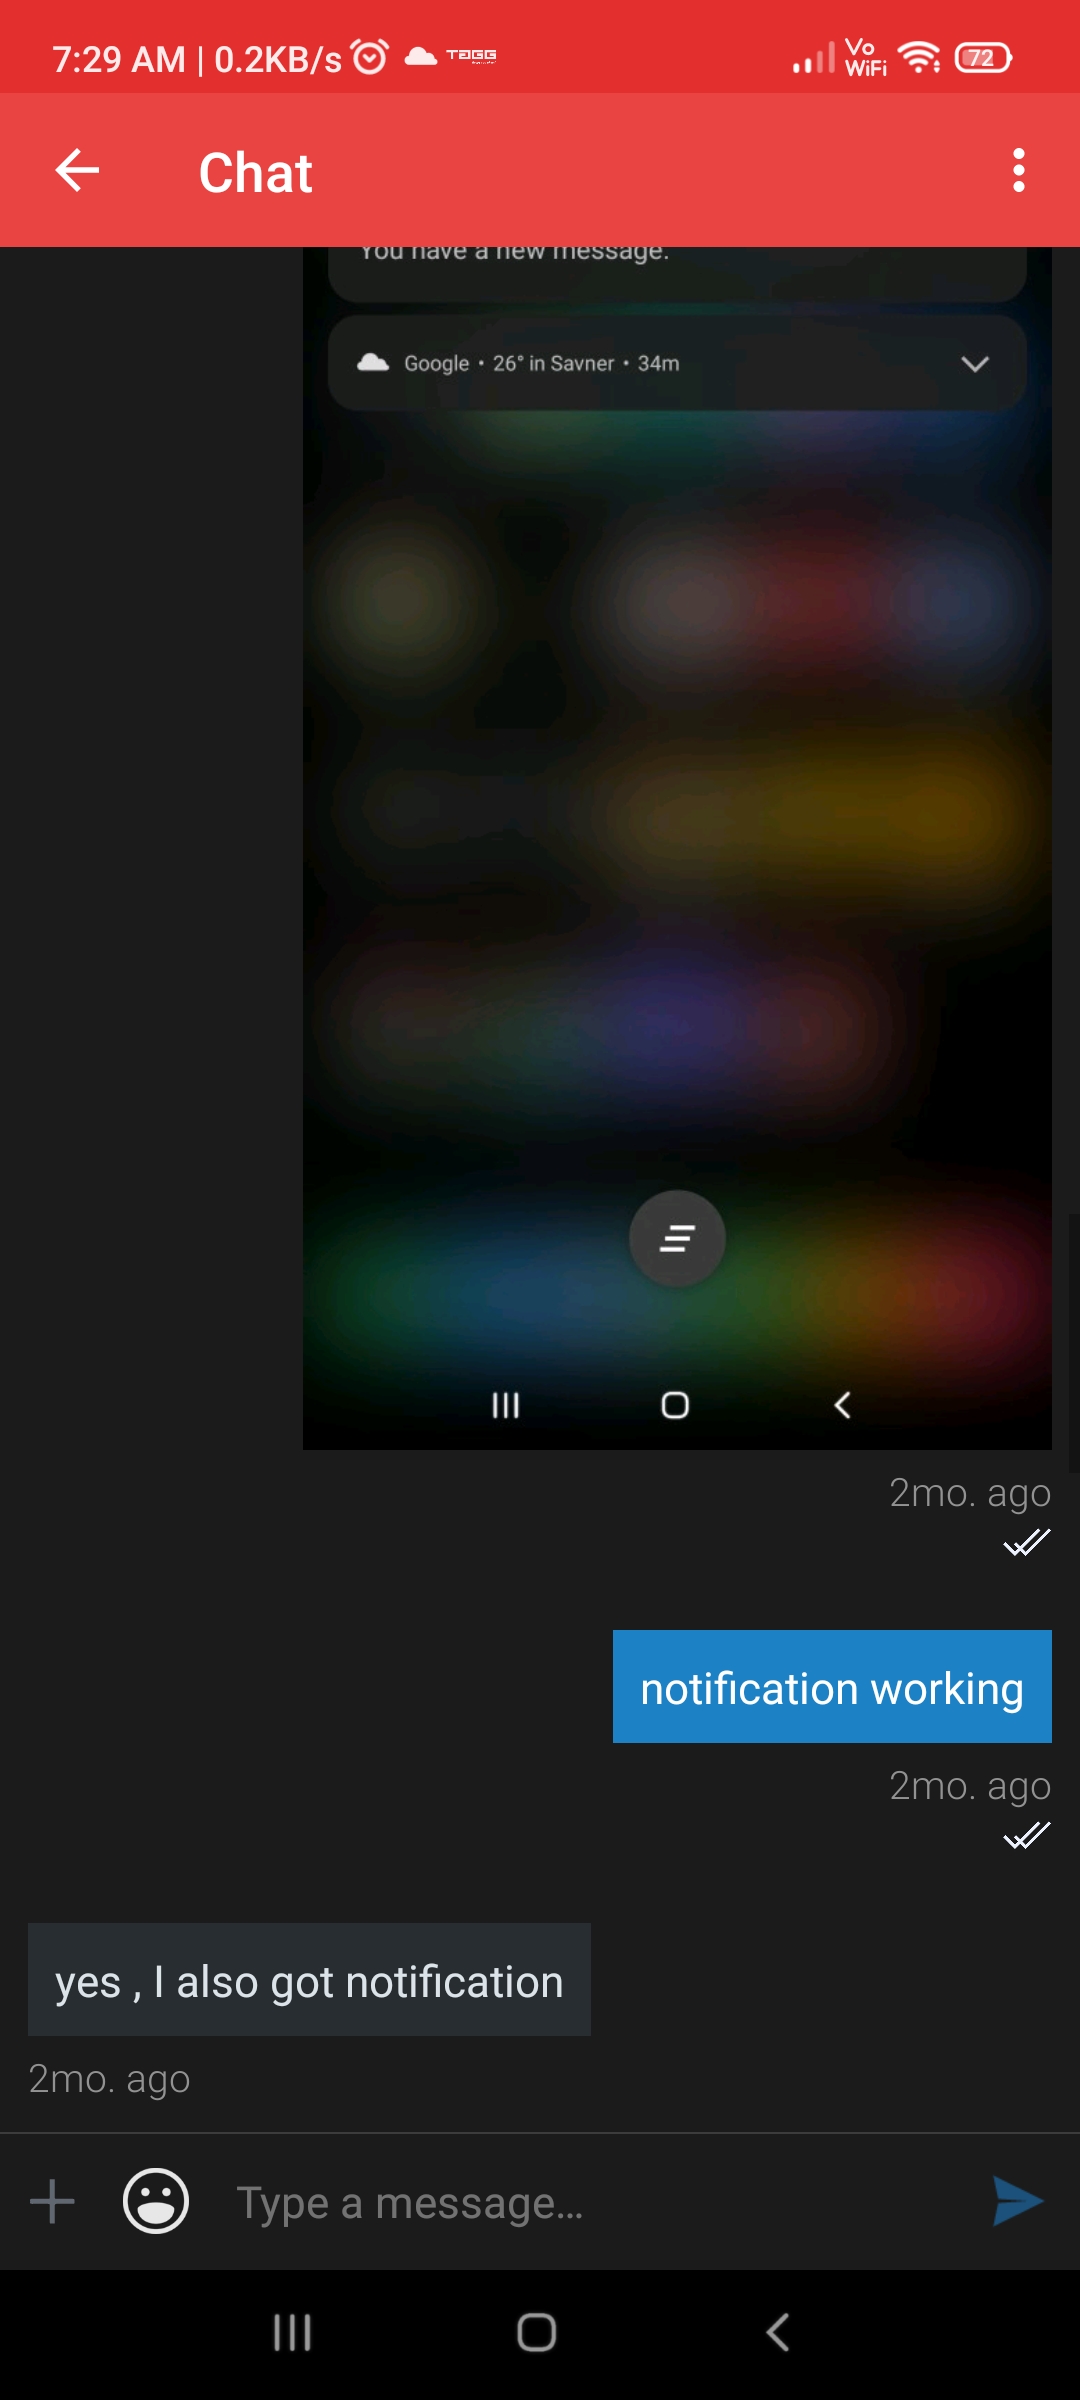 7:29 AM | 0.2KB/s TAGG Vo WiFi 72
Chat
You have a new message.
Google • 26° in Savner • 34m
2mo. ago
notification working
2mo. ago
yes , I also got notification
2mo. ago
Type a message...